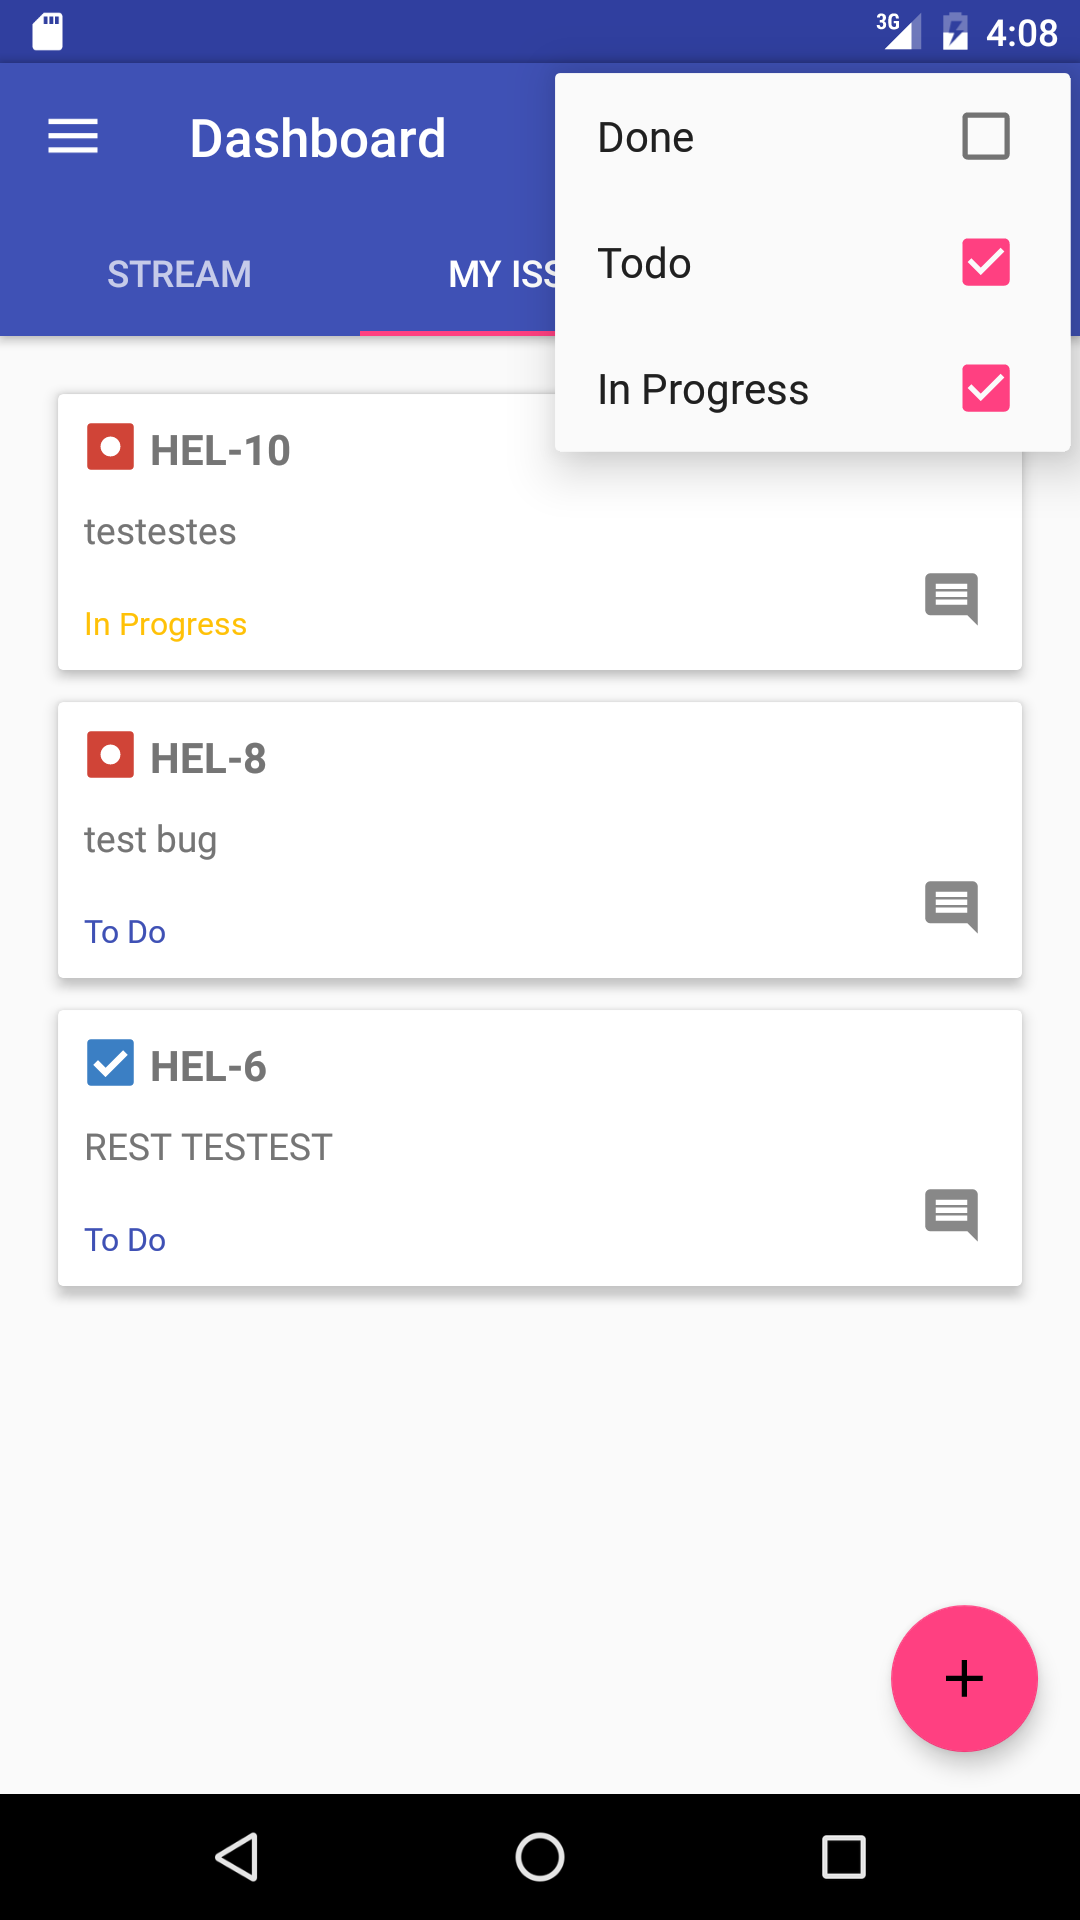 3G 4:08
Dashboard
Done
Todo
In Progress
STREAM
MY ISS
HEL-10
testestes
In Progress
HEL-8
test bug
To Do
HEL-6
REST TESTEST
To Do